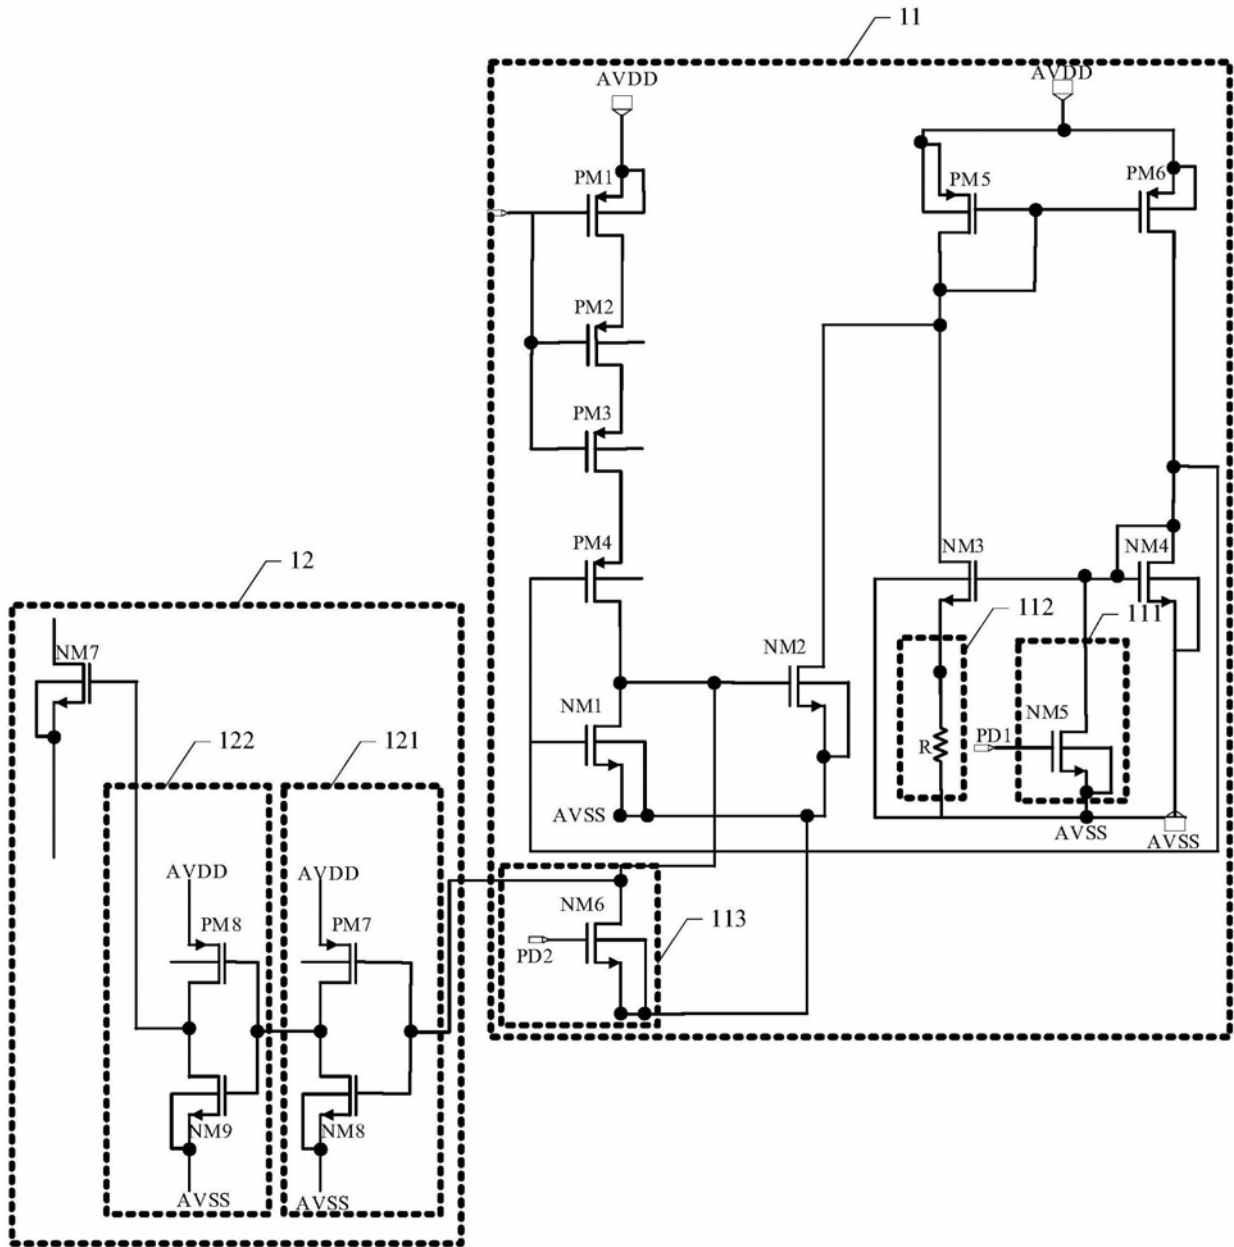 11
AVDD
AVDD
PM1
PM5
PM6
PM2
PM3
PM4
NM3
NM4
12
112
111
NM7
NM2
NM1
NM5
122
121
R
PD1
AVSS
AVSS
AVSS
AVDD
AVDD
NM6
PM8
PM7
113
PD2
NM9
NM8
AVSS
AVSS